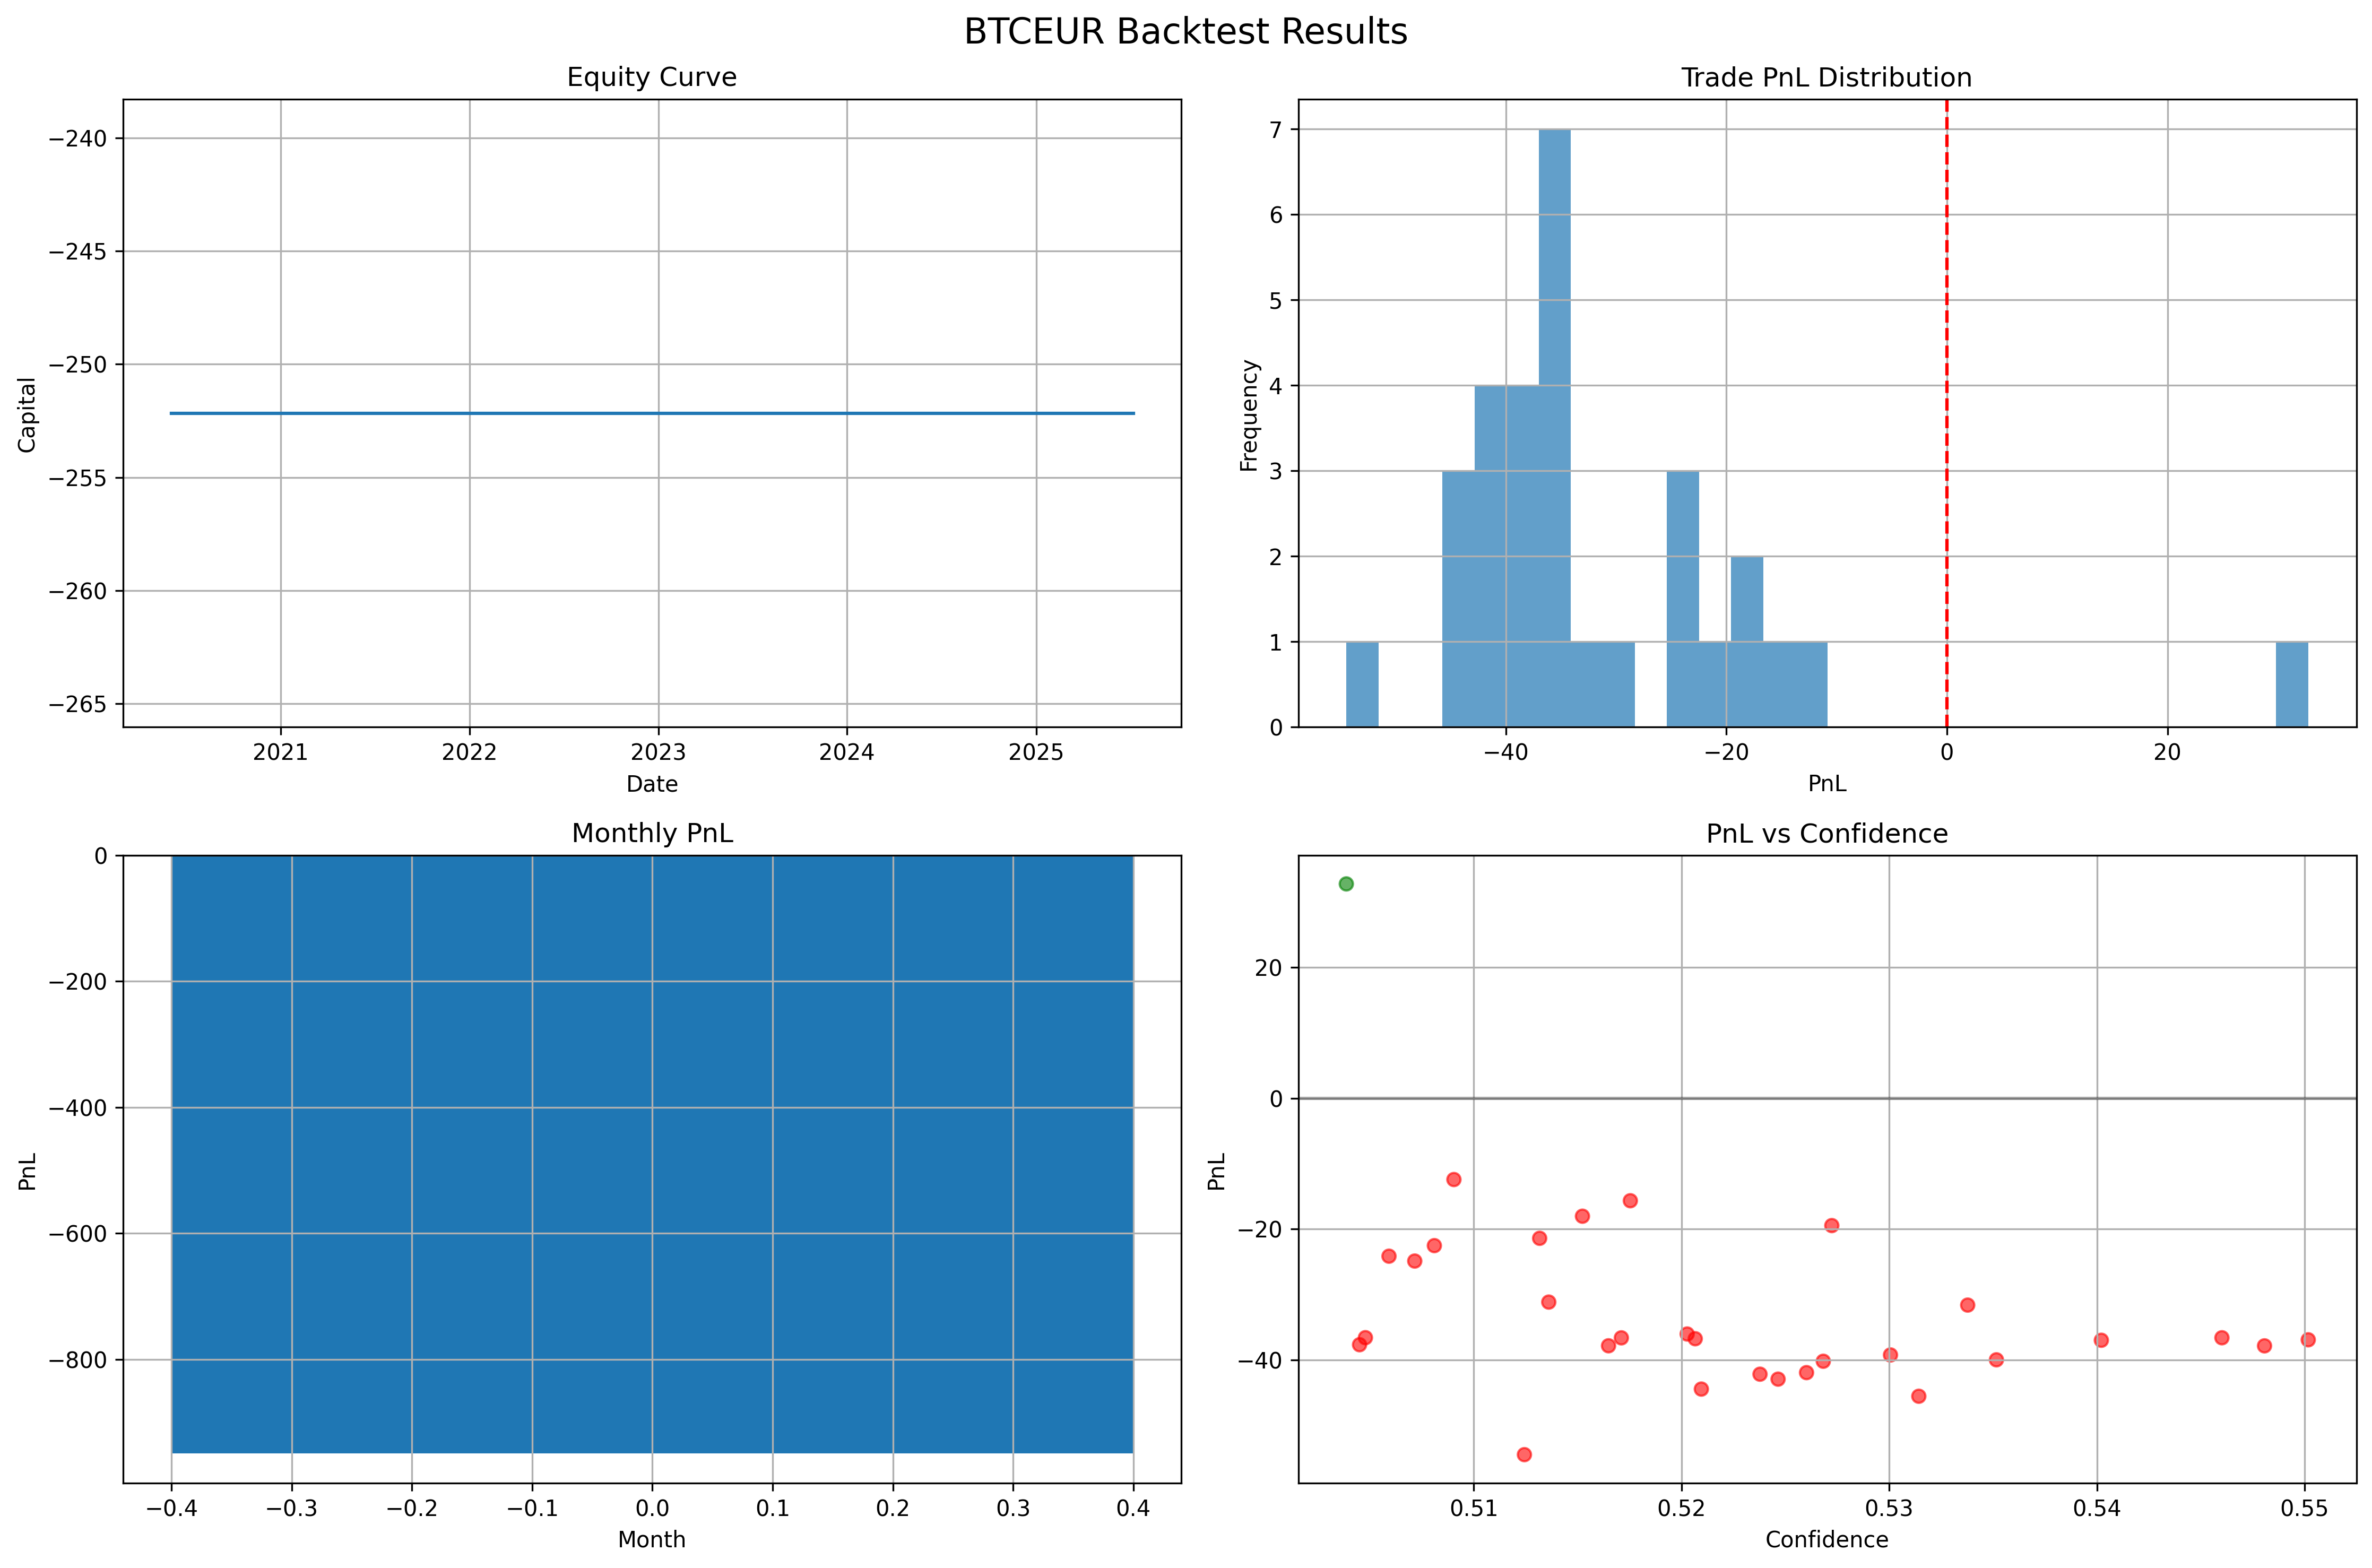 BTCEUR Backtest Results
Equity Curve
−240
−245
−250
−255
−260
−265
Capital
2021 2022 2023 2024 2025
Date
Trade PnL Distribution
7
6
5
4
3
2
1
0
Frequency
−40 −20 0 20
PnL
Monthly PnL
0
−200
−400
−600
−800
PnL
−0.4 −0.3 −0.2 −0.1 0.0 0.1 0.2 0.3 0.4
Month
PnL vs Confidence
20
0
−20
−40
PnL
0.51 0.52 0.53 0.54 0.55
Confidence